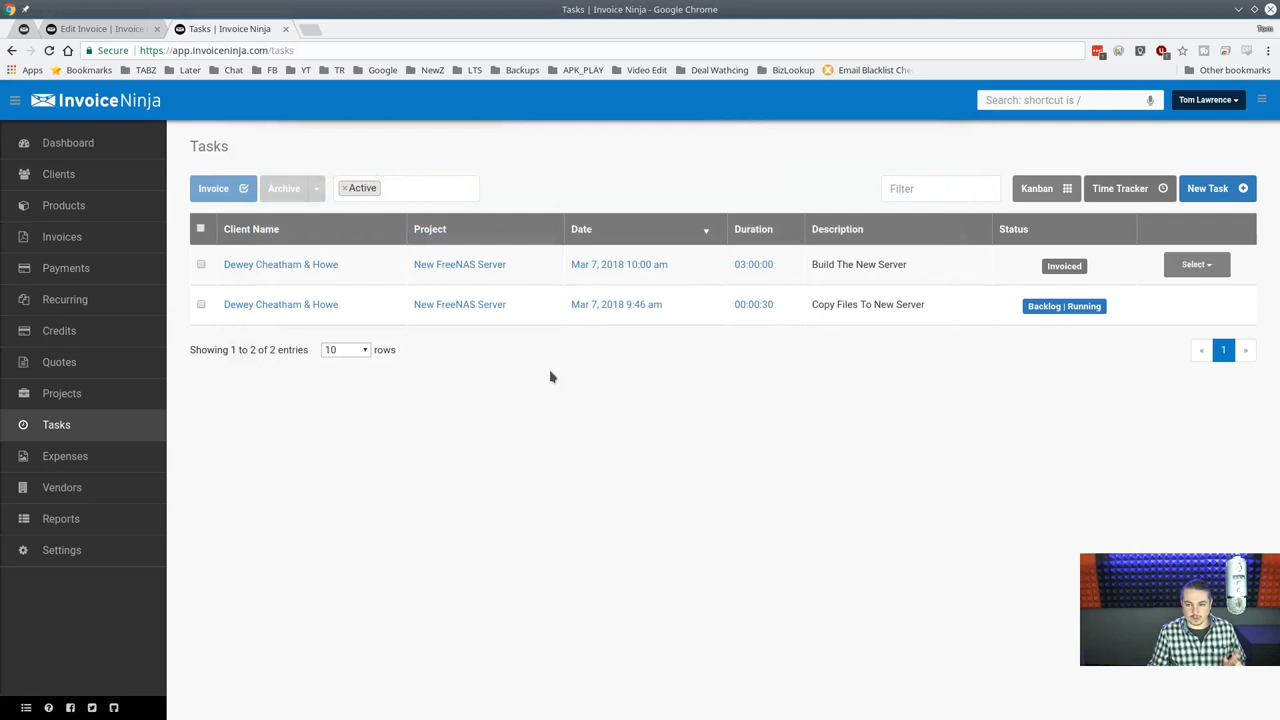 Tasks | Invoice Ninja - Google Chrome
Edit Invoice | Invoice
Tasks | Invoice Ninja
Tom
Secure https://app.invoiceninja.com/tasks
Apps Bookmarks TABZ Later Chat FB YT TR Google NewZ LTS Backups APK_PLAY Video Edit Deal Wathcing BizLookup Email Blacklist Che Other bookmarks
InvoiceNinja
Search: shortcut is /
Tom Lawrence
Dashboard
Clients
Products
Invoices
Payments
Recurring
Credits
Quotes
Projects
Tasks
Expenses
Vendors
Reports
Settings
Tasks
Invoice Archive × Active Filter Kanban Time Tracker New Task
Client Name Project Date Duration Description Status
Dewey Cheatham & Howe New FreeNAS Server Mar 7, 2018 10:00 am 03:00:00 Build The New Server Invoiced Select
Dewey Cheatham & Howe New FreeNAS Server Mar 7, 2018 9:46 am 00:00:30 Copy Files To New Server Backlog | Running
Showing 1 to 2 of 2 entries 10 rows « 1 »